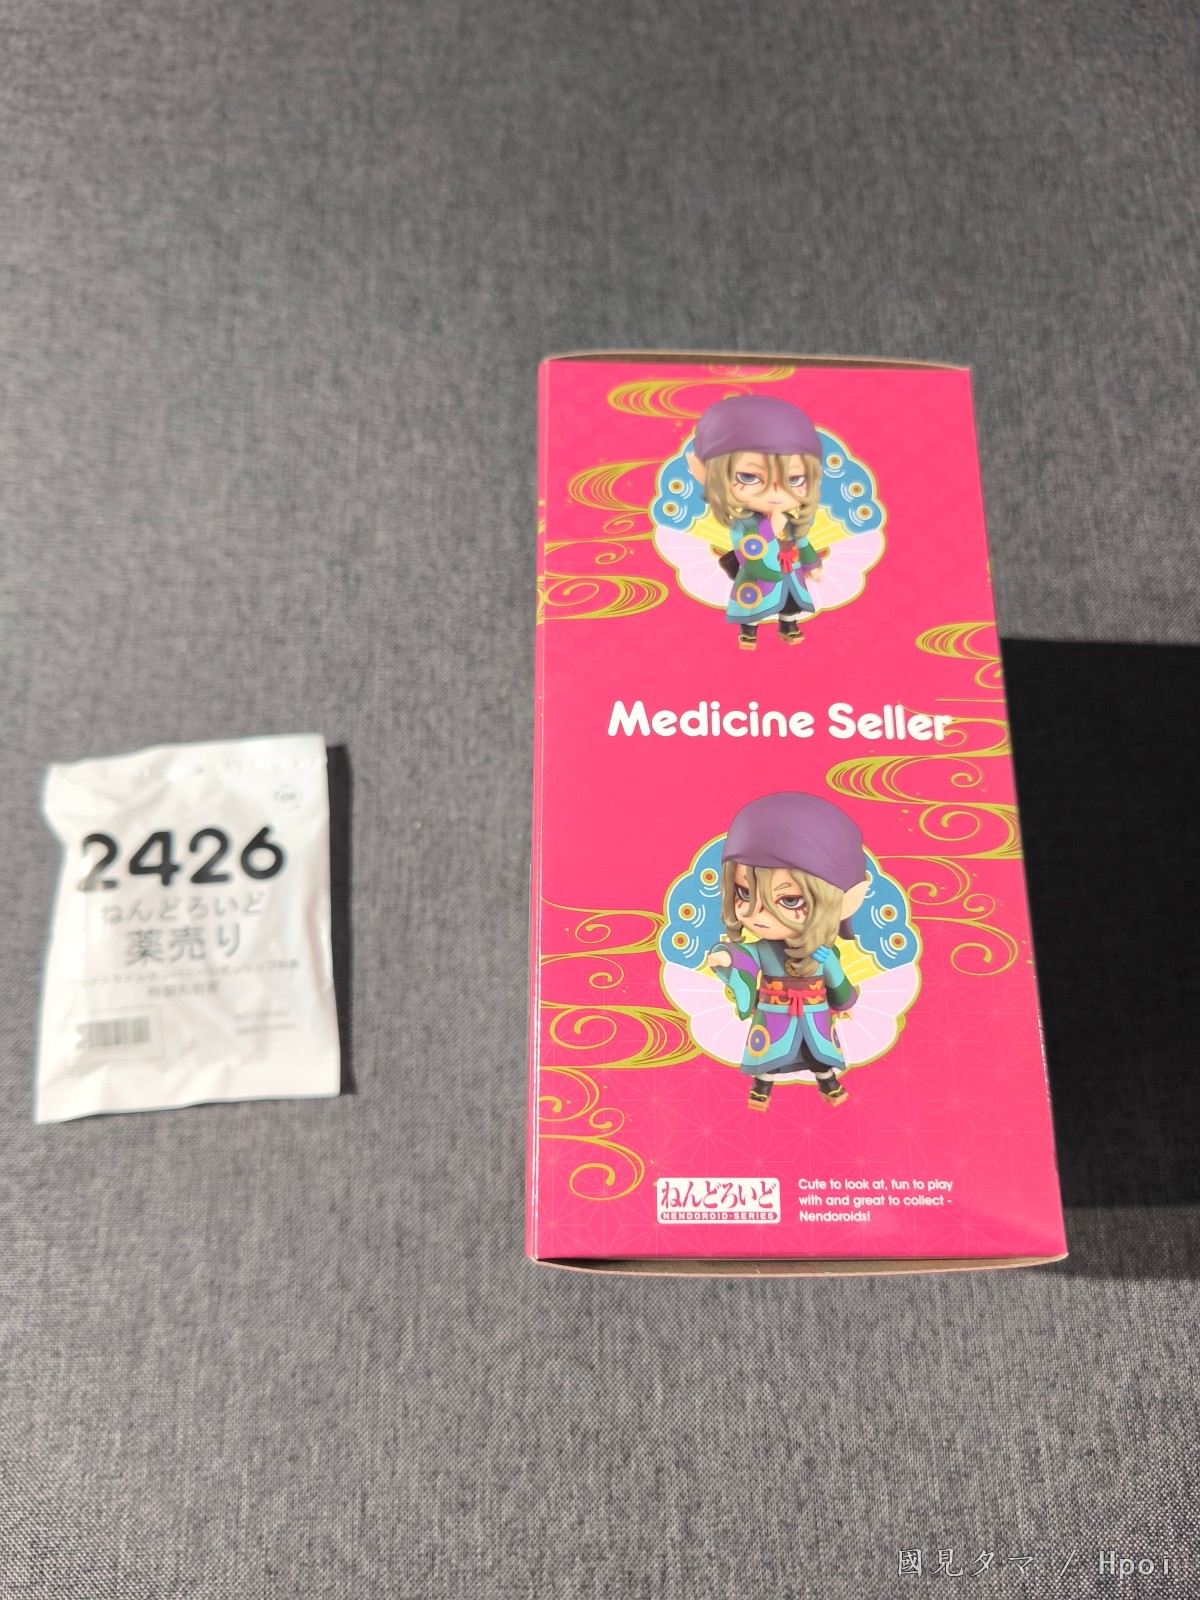 2426
ねんどろいど
薬売り
Medicine Seller
ねんどろいど
NENDOROID·SERIES
Cute to look at, fun to play
with and great to collect -
Nendoroids!
國見タマ / Hpoi